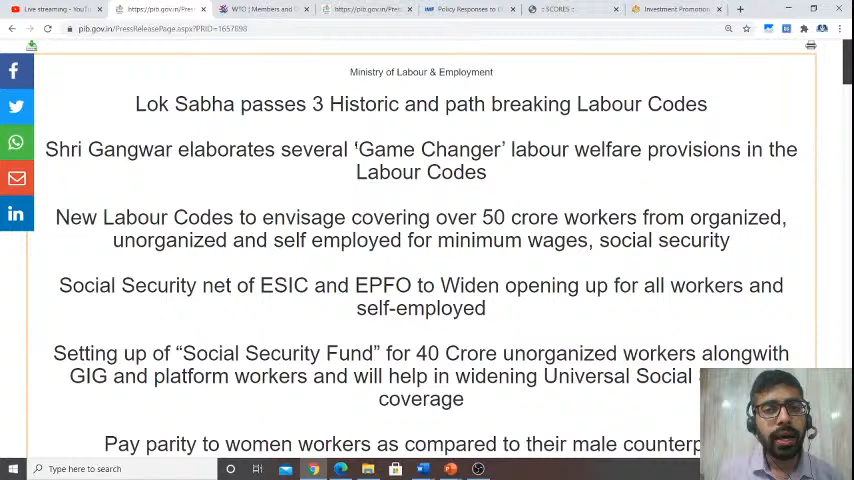 Live streaming - YouT
https://pib.gov.in/Pres
WTO | Members and
https://pib.gov.in/Pres
Policy Responses to C
:: SCORES ::
Investment Promotion
pib.gov.in/PressReleasePage.aspx?PRID=1657898
Ministry of Labour & Employment
Lok Sabha passes 3 Historic and path breaking Labour Codes
Shri Gangwar elaborates several ‘Game Changer’ labour welfare provisions in the
Labour Codes
New Labour Codes to envisage covering over 50 crore workers from organized,
unorganized and self employed for minimum wages, social security
Social Security net of ESIC and EPFO to Widen opening up for all workers and
self-employed
Setting up of “Social Security Fund” for 40 Crore unorganized workers alongwith
GIG and platform workers and will help in widening Universal Social
coverage
Pay parity to women workers as compared to their male counterp
Type here to search